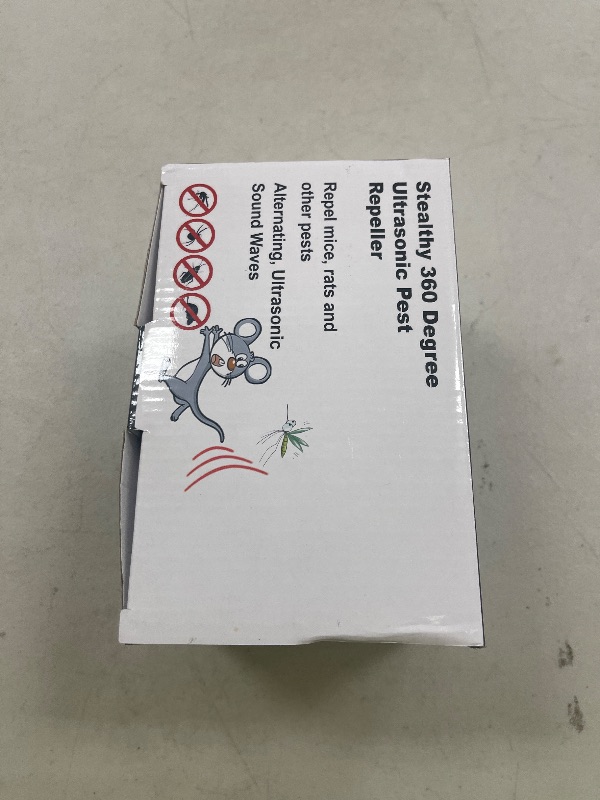 Stealthy 360 Degree
Ultrasonic Pest
Repeller
Repel mice, rats and
other pests
Alternating, Ultrasonic
Sound Waves